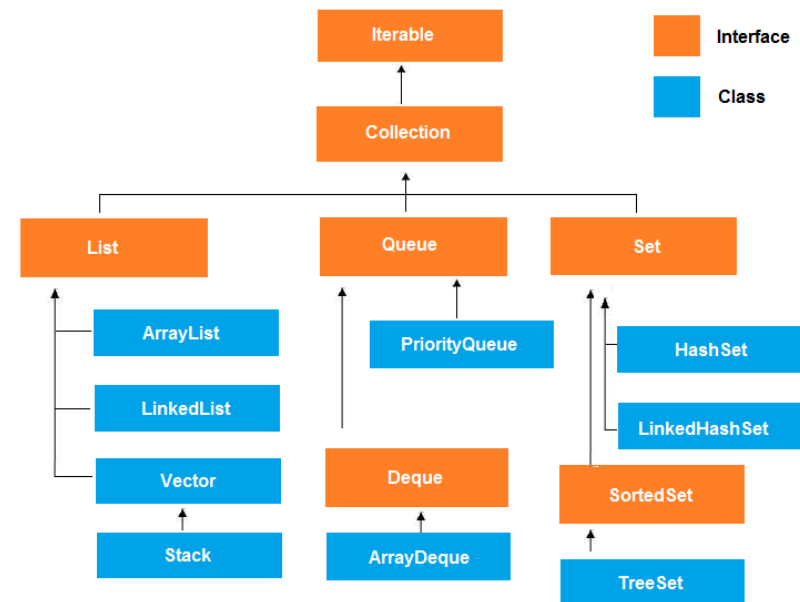 Iterable
Interface
Class
Collection
List
Queue
Set
ArrayList
PriorityQueue
HashSet
LinkedList
LinkedHashSet
Vector
Deque
SortedSet
Stack
ArrayDeque
TreeSet